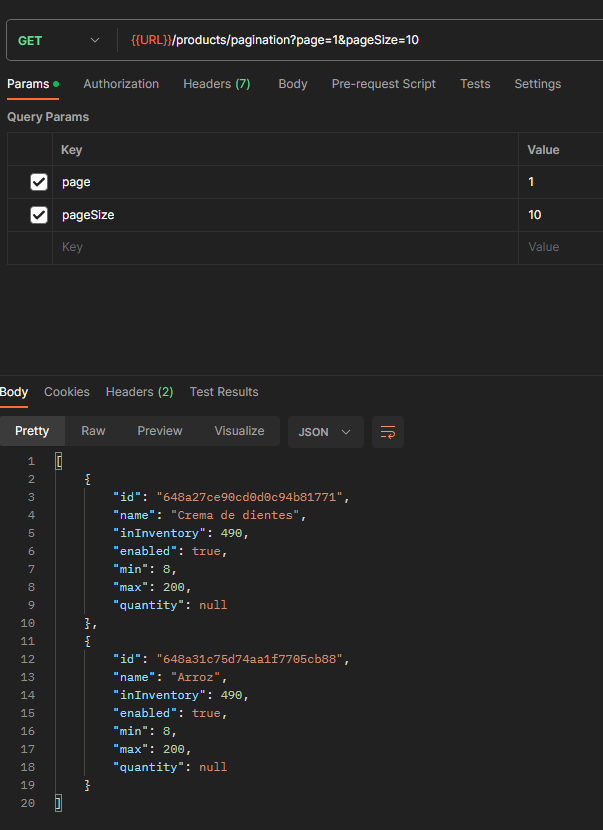 GET {{URL}}/products/pagination?page=1&pageSize=10
Params Authorization Headers (7) Body Pre-request Script Tests Settings
Query Params
Key Value
page 1
pageSize 10
Key Value
Body Cookies Headers (2) Test Results
Pretty Raw Preview Visualize JSON
1 [
2 {
3 "id": "648a27ce90cd0d0c94b81771",
4 "name": "Crema de dientes",
5 "inInventory": 490,
6 "enabled": true,
7 "min": 8,
8 "max": 200,
9 "quantity": null
10 },
11 {
12 "id": "648a31c75d74aa1f7705cb88",
13 "name": "Arroz",
14 "inInventory": 490,
15 "enabled": true,
16 "min": 8,
17 "max": 200,
18 "quantity": null
19 }
20 ]